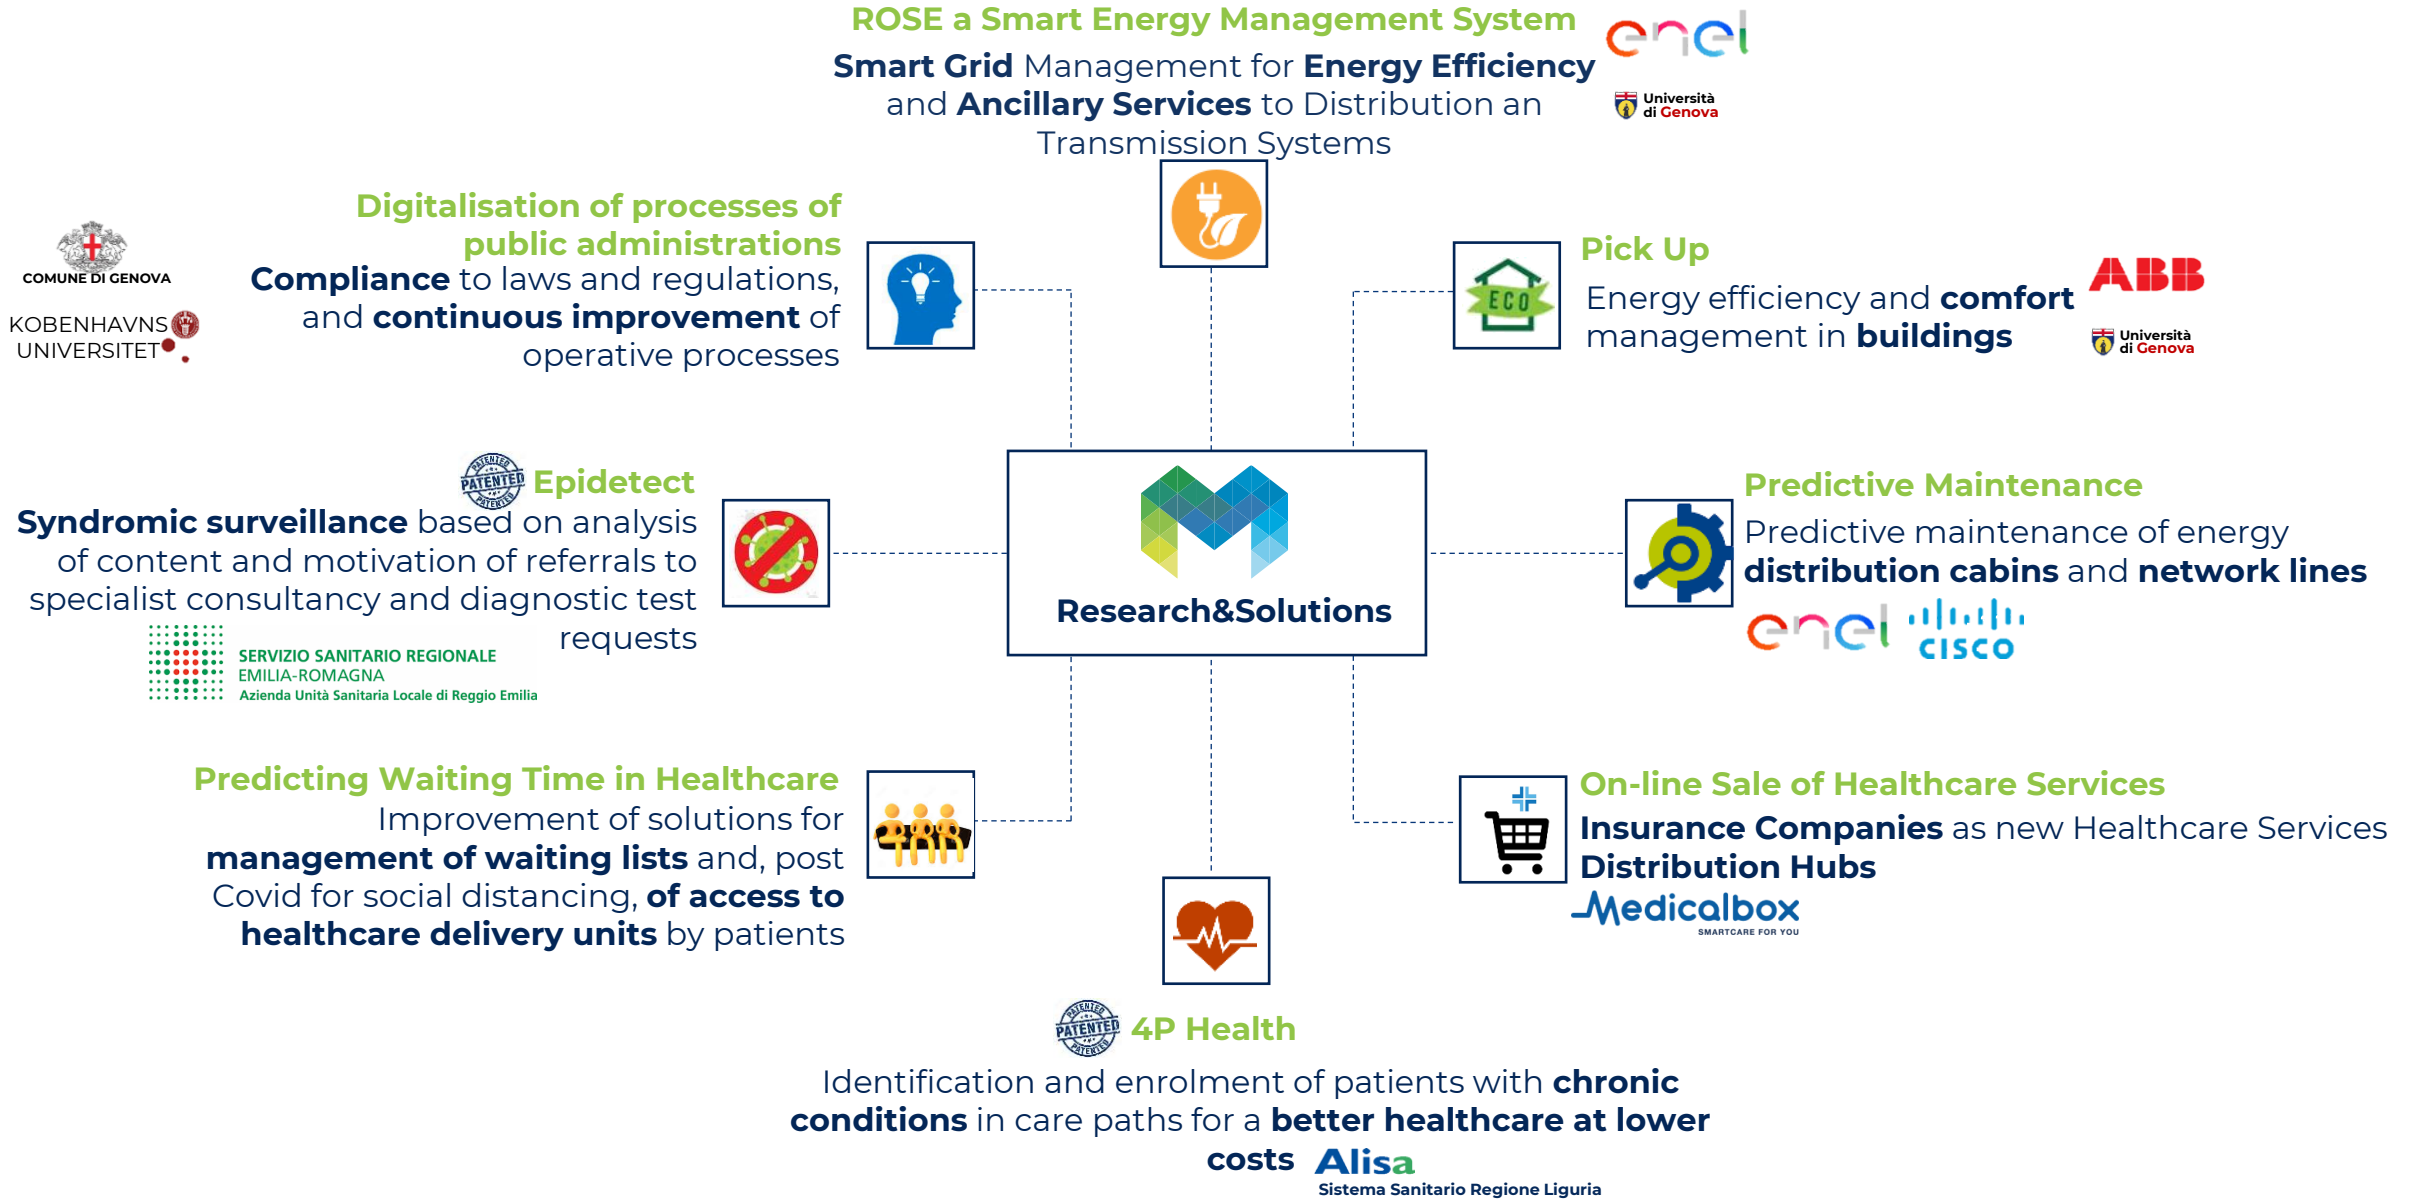 ROSE a Smart Energy Management System
enel
Smart Grid Management for Energy Efficiency
and Ancillary Services to Distribution an
Transmission Systems
Università
di Genova
Digitalisation of processes of
public administrations
Compliance to laws and regulations,
and continuous improvement of
operative processes
COMUNE DI GENOVA
KOBENHAVNS
UNIVERSITET
ECO
Pick Up
Energy efficiency and comfort
management in buildings
ABB
Università
di Genova
PATENTED
PATENTED
PATENTED
Epidetect
Syndromic surveillance based on analysis
of content and motivation of referrals to
specialist consultancy and diagnostic test
requests
SERVIZIO SANITARIO REGIONALE
EMILIA-ROMAGNA
Azienda Unità Sanitaria Locale di Reggio Emilia
Research&Solutions
Predictive Maintenance
Predictive maintenance of energy
distribution cabins and network lines
enel
CISCO
Predicting Waiting Time in Healthcare
Improvement of solutions for
management of waiting lists and, post
Covid for social distancing, of access to
healthcare delivery units by patients
On-line Sale of Healthcare Services
Insurance Companies as new Healthcare Services
Distribution Hubs
Medicalbox
SMARTCARE FOR YOU
PATENTED
PATENTED
PATENTED
4P Health
Identification and enrolment of patients with chronic
conditions in care paths for a better healthcare at lower
costs
Alisa
Sistema Sanitario Regione Liguria